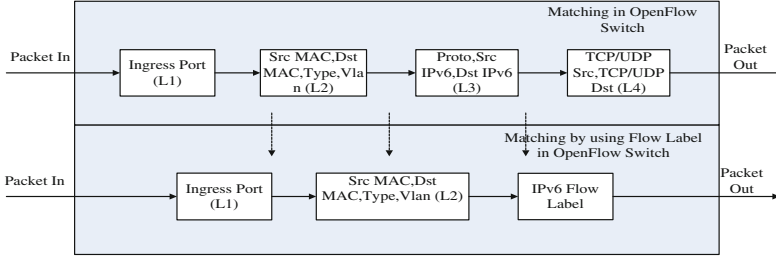 Matching in OpenFlow
Switch
Packet In
Ingress Port
(L1)
Src MAC,Dst
MAC,Type,Vla
n (L2)
Proto,Src
IPv6,Dst IPv6
(L3)
TCP/UDP
Src,TCP/UDP
Dst (L4)
Packet
Out
Matching by using Flow Label
in OpenFlow Switch
Packet In
Ingress Port
(L1)
Src MAC,Dst
MAC,Type,Vlan (L2)
IPv6 Flow
Label
Packet
Out